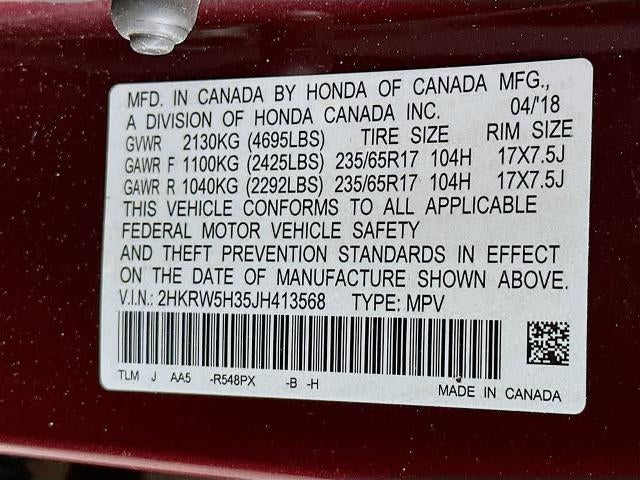 MFD. IN CANADA BY HONDA OF CANADA MFG.,
A DIVISION OF HONDA CANADA INC. 04/'18
GVWR 2130KG (4695LBS) TIRE SIZE RIM SIZE
GAWR F 1100KG (2425LBS) 235/65R17 104H 17X7.5J
GAWR R 1040KG (2292LBS) 235/65R17 104H 17X7.5J
THIS VEHICLE CONFORMS TO ALL APPLICABLE
FEDERAL MOTOR VEHICLE SAFETY
AND THEFT PREVENTION STANDARDS IN EFFECT
ON THE DATE OF MANUFACTURE SHOWN ABOVE.
V.I.N.: 2HKRW5H35JH413568 TYPE: MPV
TLM J AA5 -R548PX -B -H
MADE IN CANADA